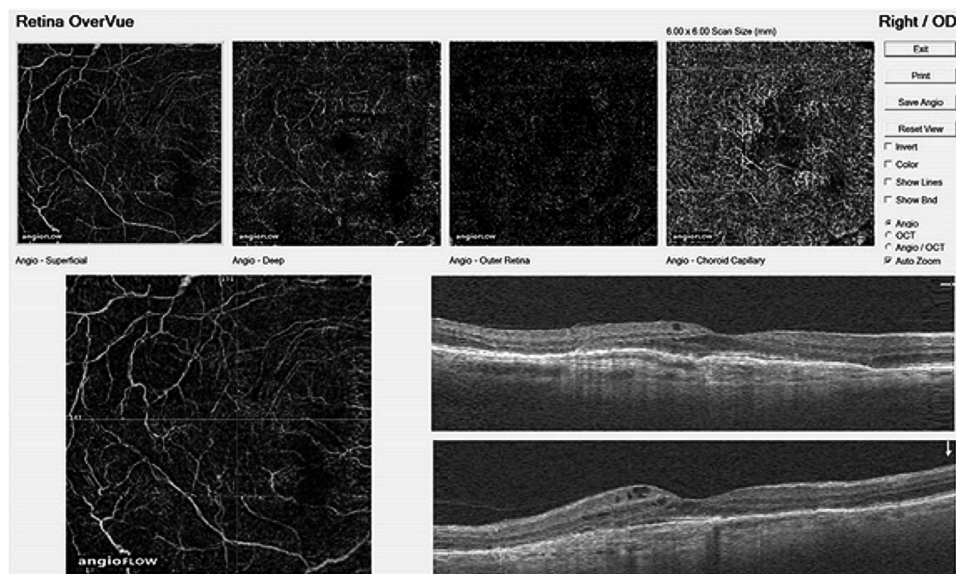 Retina OverVue
Right / OD
6.00 x 6.00 Scan Size (mm)
Exit
Print
Save Angio
Reset View
Invert
Color
Show Lines
Show Bnd
Angio
OCT
Angio / OCT
Auto Zoom
angioFLOW
angioFLOW
angioFLOW
angioFLOW
Angio - Superficial
Angio - Deep
Angio - Outer Retina
Angio - Choroid Capillary
angioFLOW